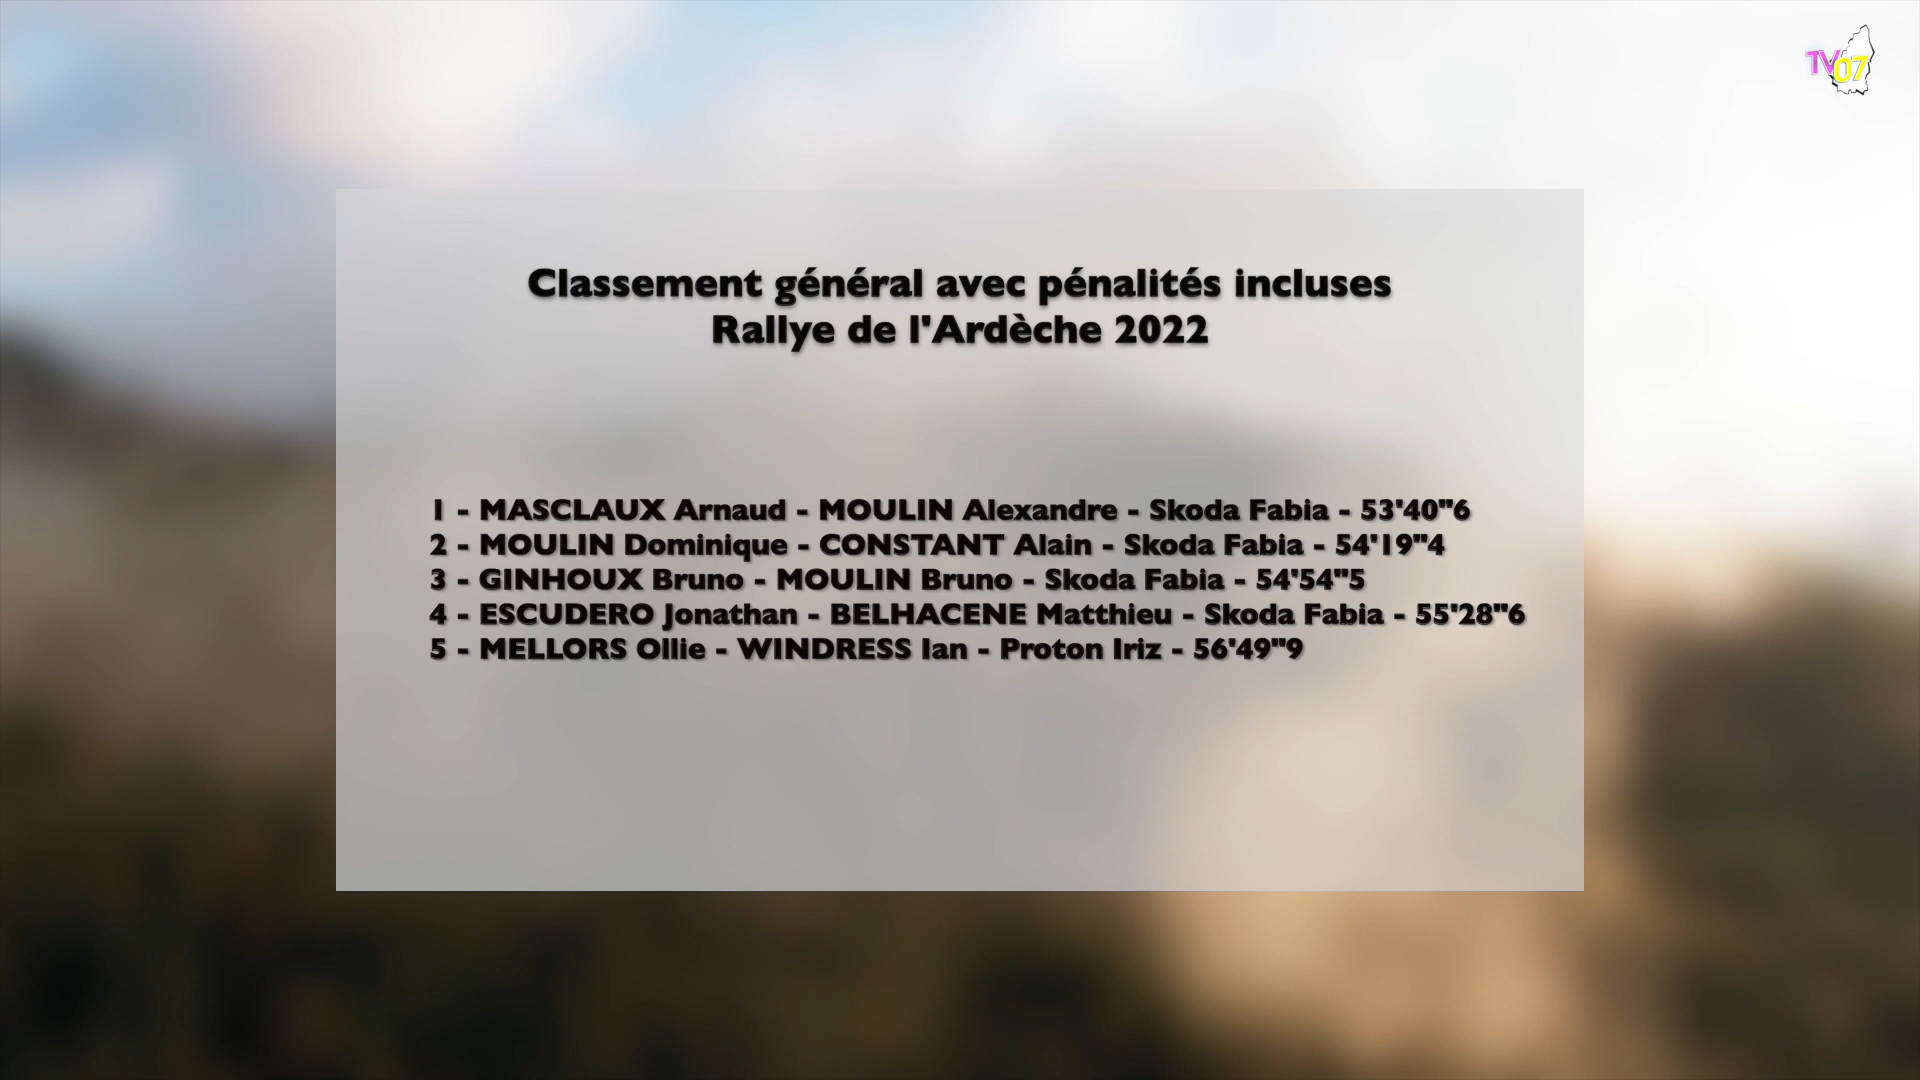 TV07
Classement général avec pénalités incluses
Rallye de l'Ardèche 2022
1 - MASCLAUX Arnaud - MOULIN Alexandre - Skoda Fabia - 53'40"6
2 - MOULIN Dominique - CONSTANT Alain - Skoda Fabia - 54'19"4
3 - GINHOUX Bruno - MOULIN Bruno - Skoda Fabia - 54'54"5
4 - ESCUDERO Jonathan - BELHACENE Matthieu - Skoda Fabia - 55'28"6
5 - MELLORS Ollie - WINDRESS Ian - Proton Iriz - 56'49"9